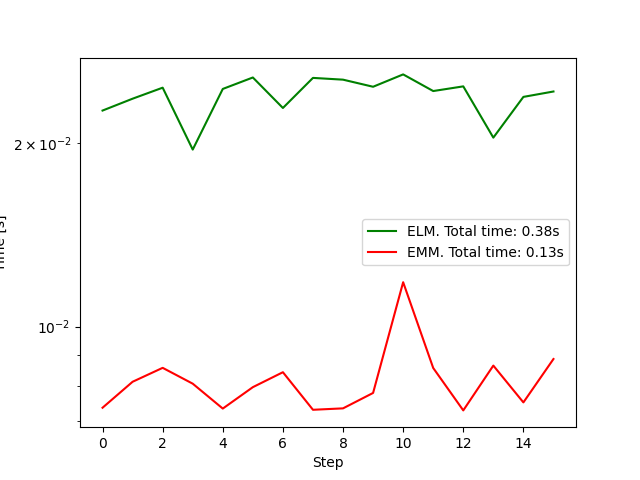 2 × 10⁻²
10⁻²
Time [s]
ELM. Total time: 0.38s
EMM. Total time: 0.13s
0 2 4 6 8 10 12 14
Step